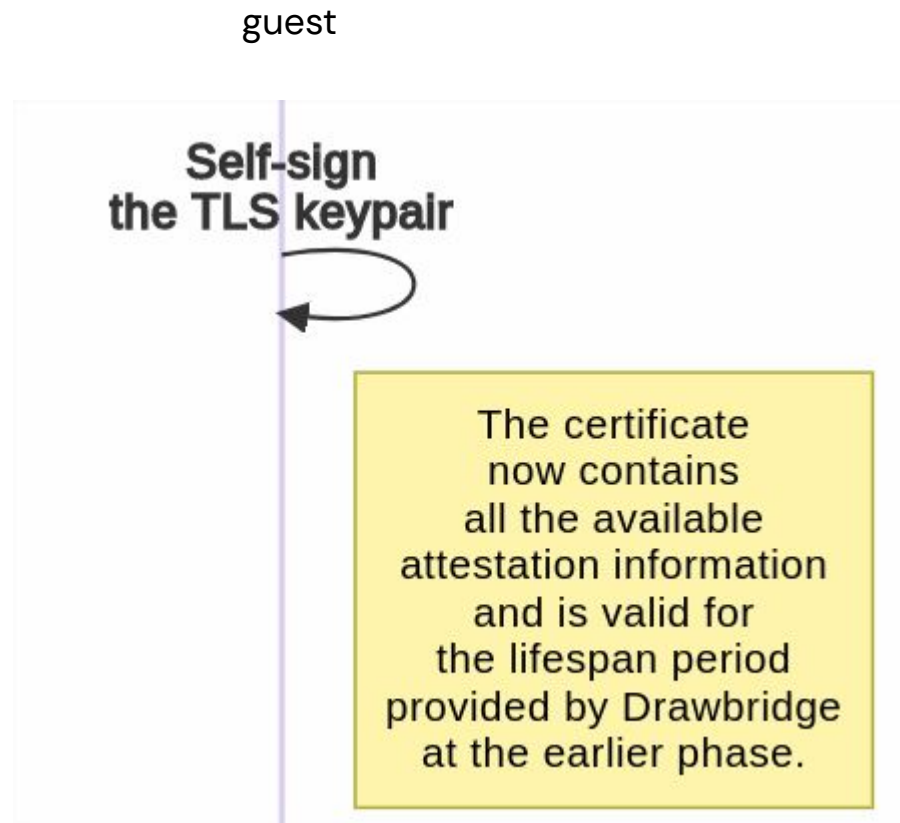 guest
Self-sign
the TLS keypair
The certificate
now contains
all the available
attestation information
and is valid for
the lifespan period
provided by Drawbridge
at the earlier phase.